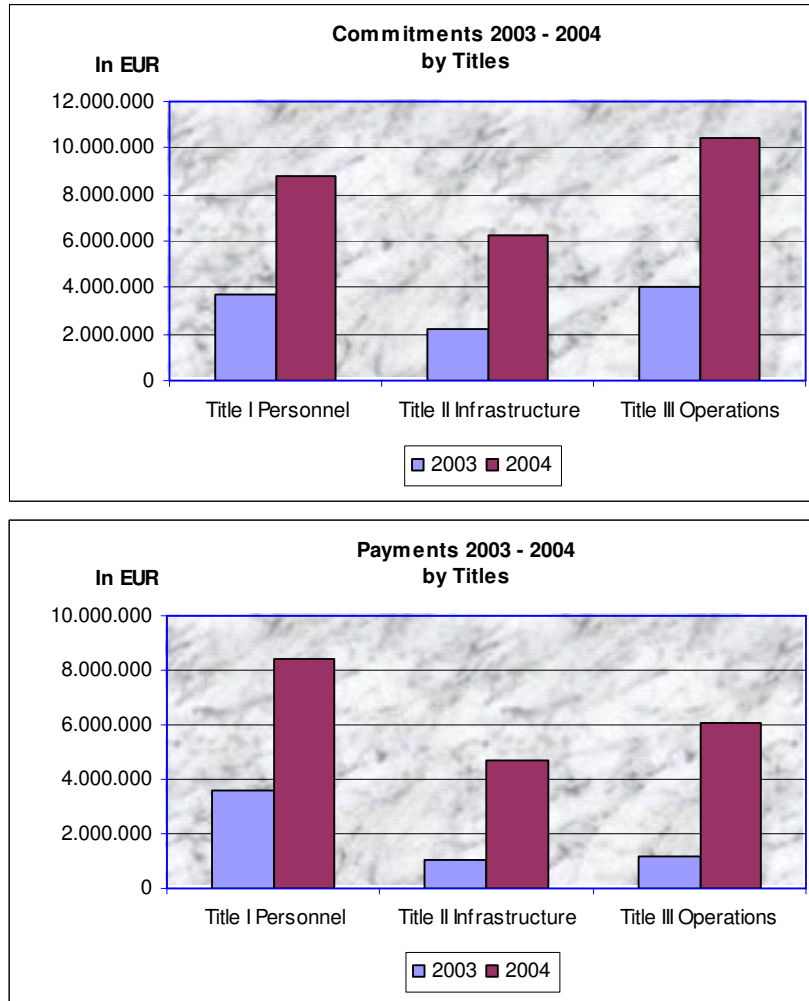 Commitments 2003 - 2004
by Titles
In EUR
12.000.000
10.000.000
8.000.000
6.000.000
4.000.000
2.000.000
0
Title I Personnel
Title II Infrastructure
Title III Operations
2003
2004
Payments 2003 - 2004
by Titles
In EUR
10.000.000
8.000.000
6.000.000
4.000.000
2.000.000
0
Title I Personnel
Title II Infrastructure
Title III Operations
2003
2004